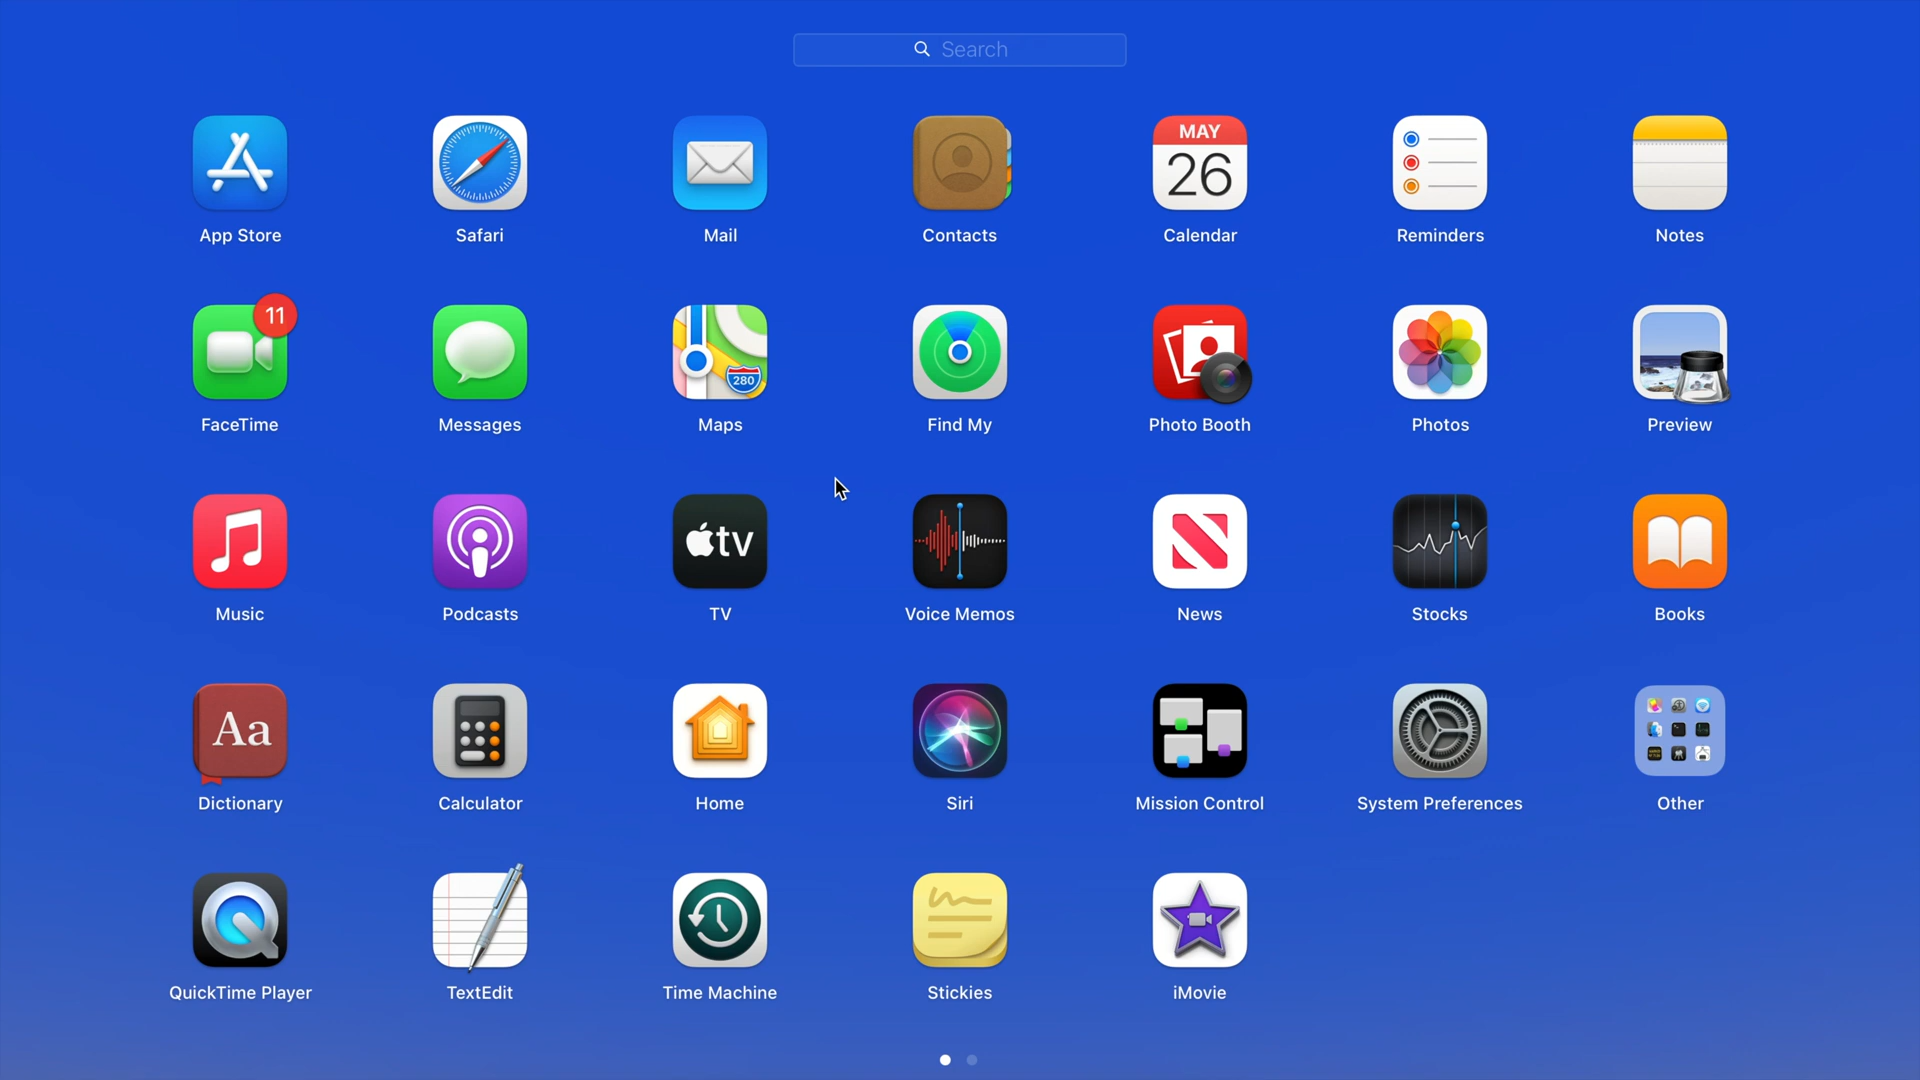 Search
App Store Safari Mail Contacts MAY 26 Calendar Reminders Notes
11
FaceTime Messages 280 Maps Find My Photo Booth Photos Preview
Music Podcasts tv TV Voice Memos News Stocks Books
Aa
Dictionary Calculator Home Siri Mission Control System Preferences Other
QuickTime Player TextEdit Time Machine Stickies iMovie